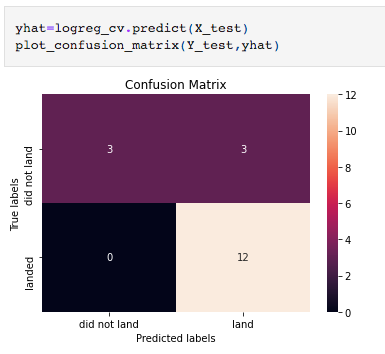 yhat=logreg_cv.predict(X_test)
plot_confusion_matrix(Y_test,yhat)
Confusion Matrix
True labels
did not land
landed
3
3
0
12
did not land
land
Predicted labels
12
10
8
6
4
2
0